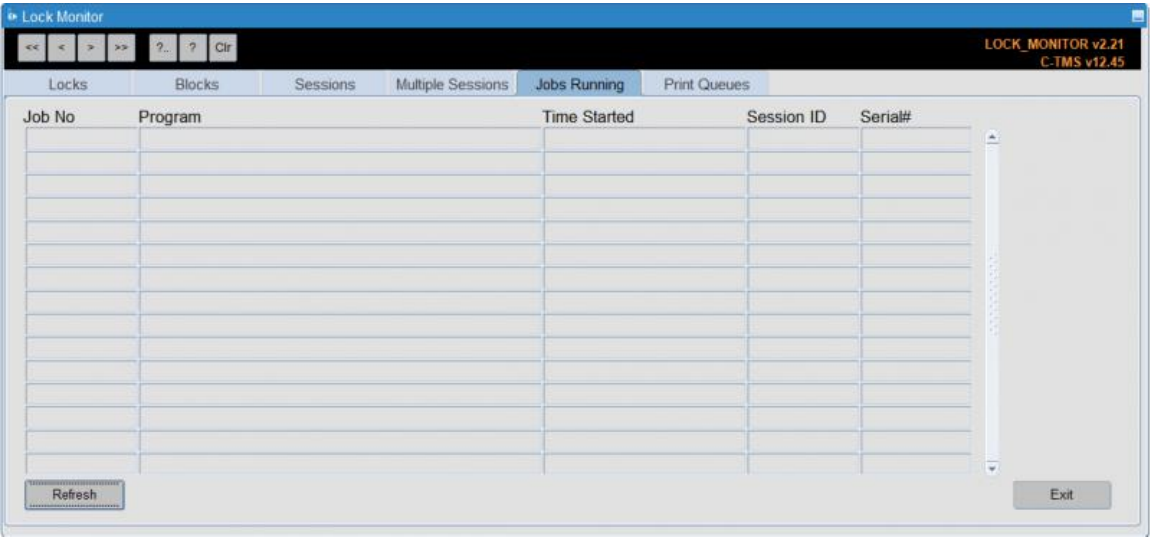 Lock Monitor
<< < > >> ?.. ? Clr
LOCK_MONITOR v2.21
C-TMS v12.45
Locks Blocks Sessions Multiple Sessions Jobs Running Print Queues
Job No Program Time Started Session ID Serial#
Refresh Exit